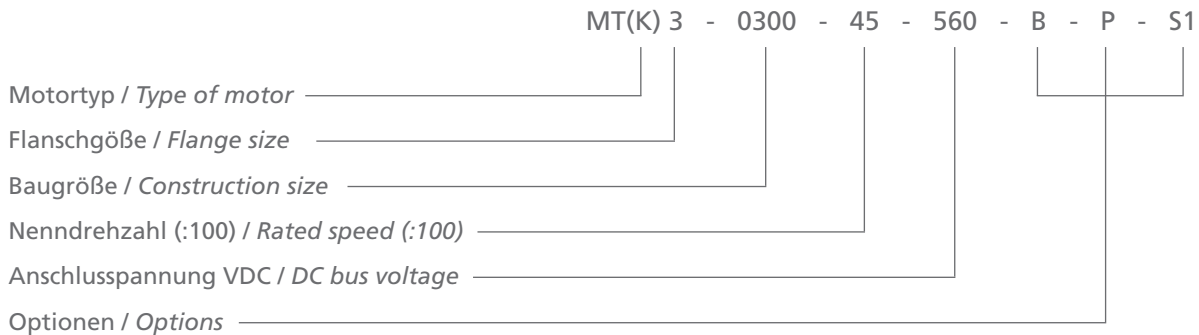 MT(K) 3 - 0300 - 45 - 560 - B - P - S1
Motortyp / Type of motor
Flanschgöße / Flange size
Baugröße / Construction size
Nenndrehzahl (:100) / Rated speed (:100)
Anschlusspannung VDC / DC bus voltage
Optionen / Options